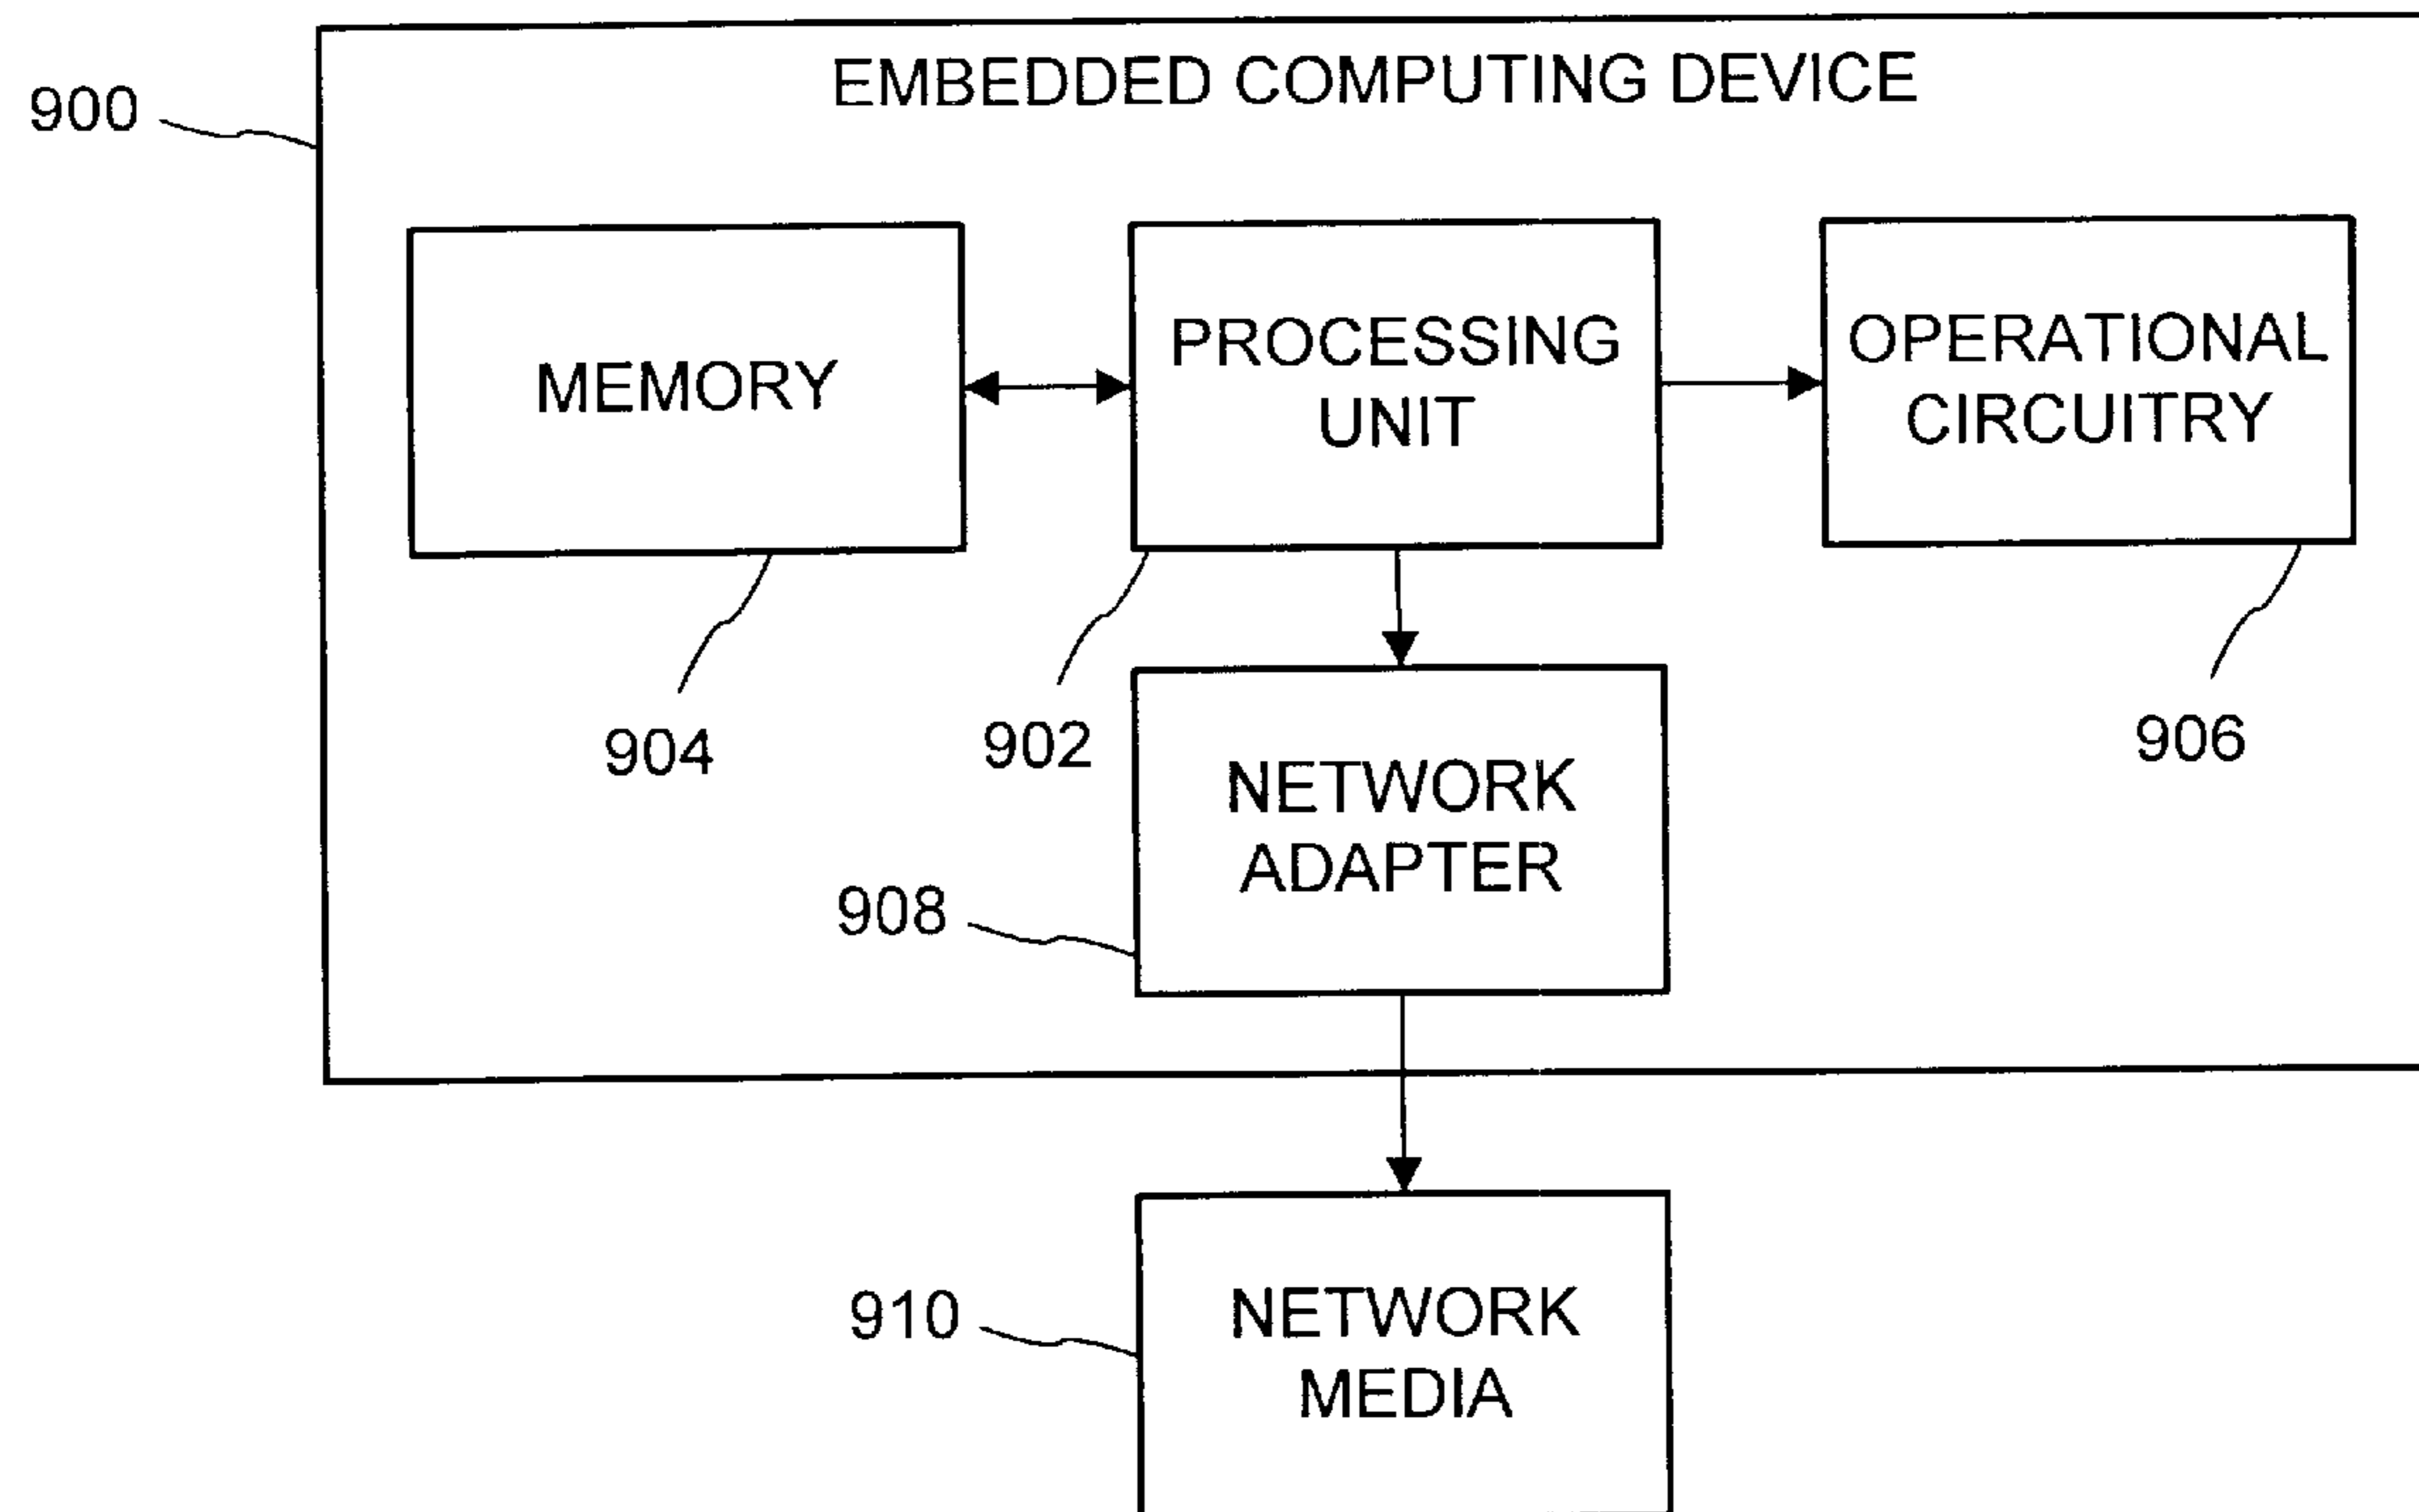 EMBEDDED COMPUTING DEVICE
900
MEMORY
PROCESSING
UNIT
OPERATIONAL
CIRCUITRY
904
902
906
NETWORK
ADAPTER
908
910
NETWORK
MEDIA